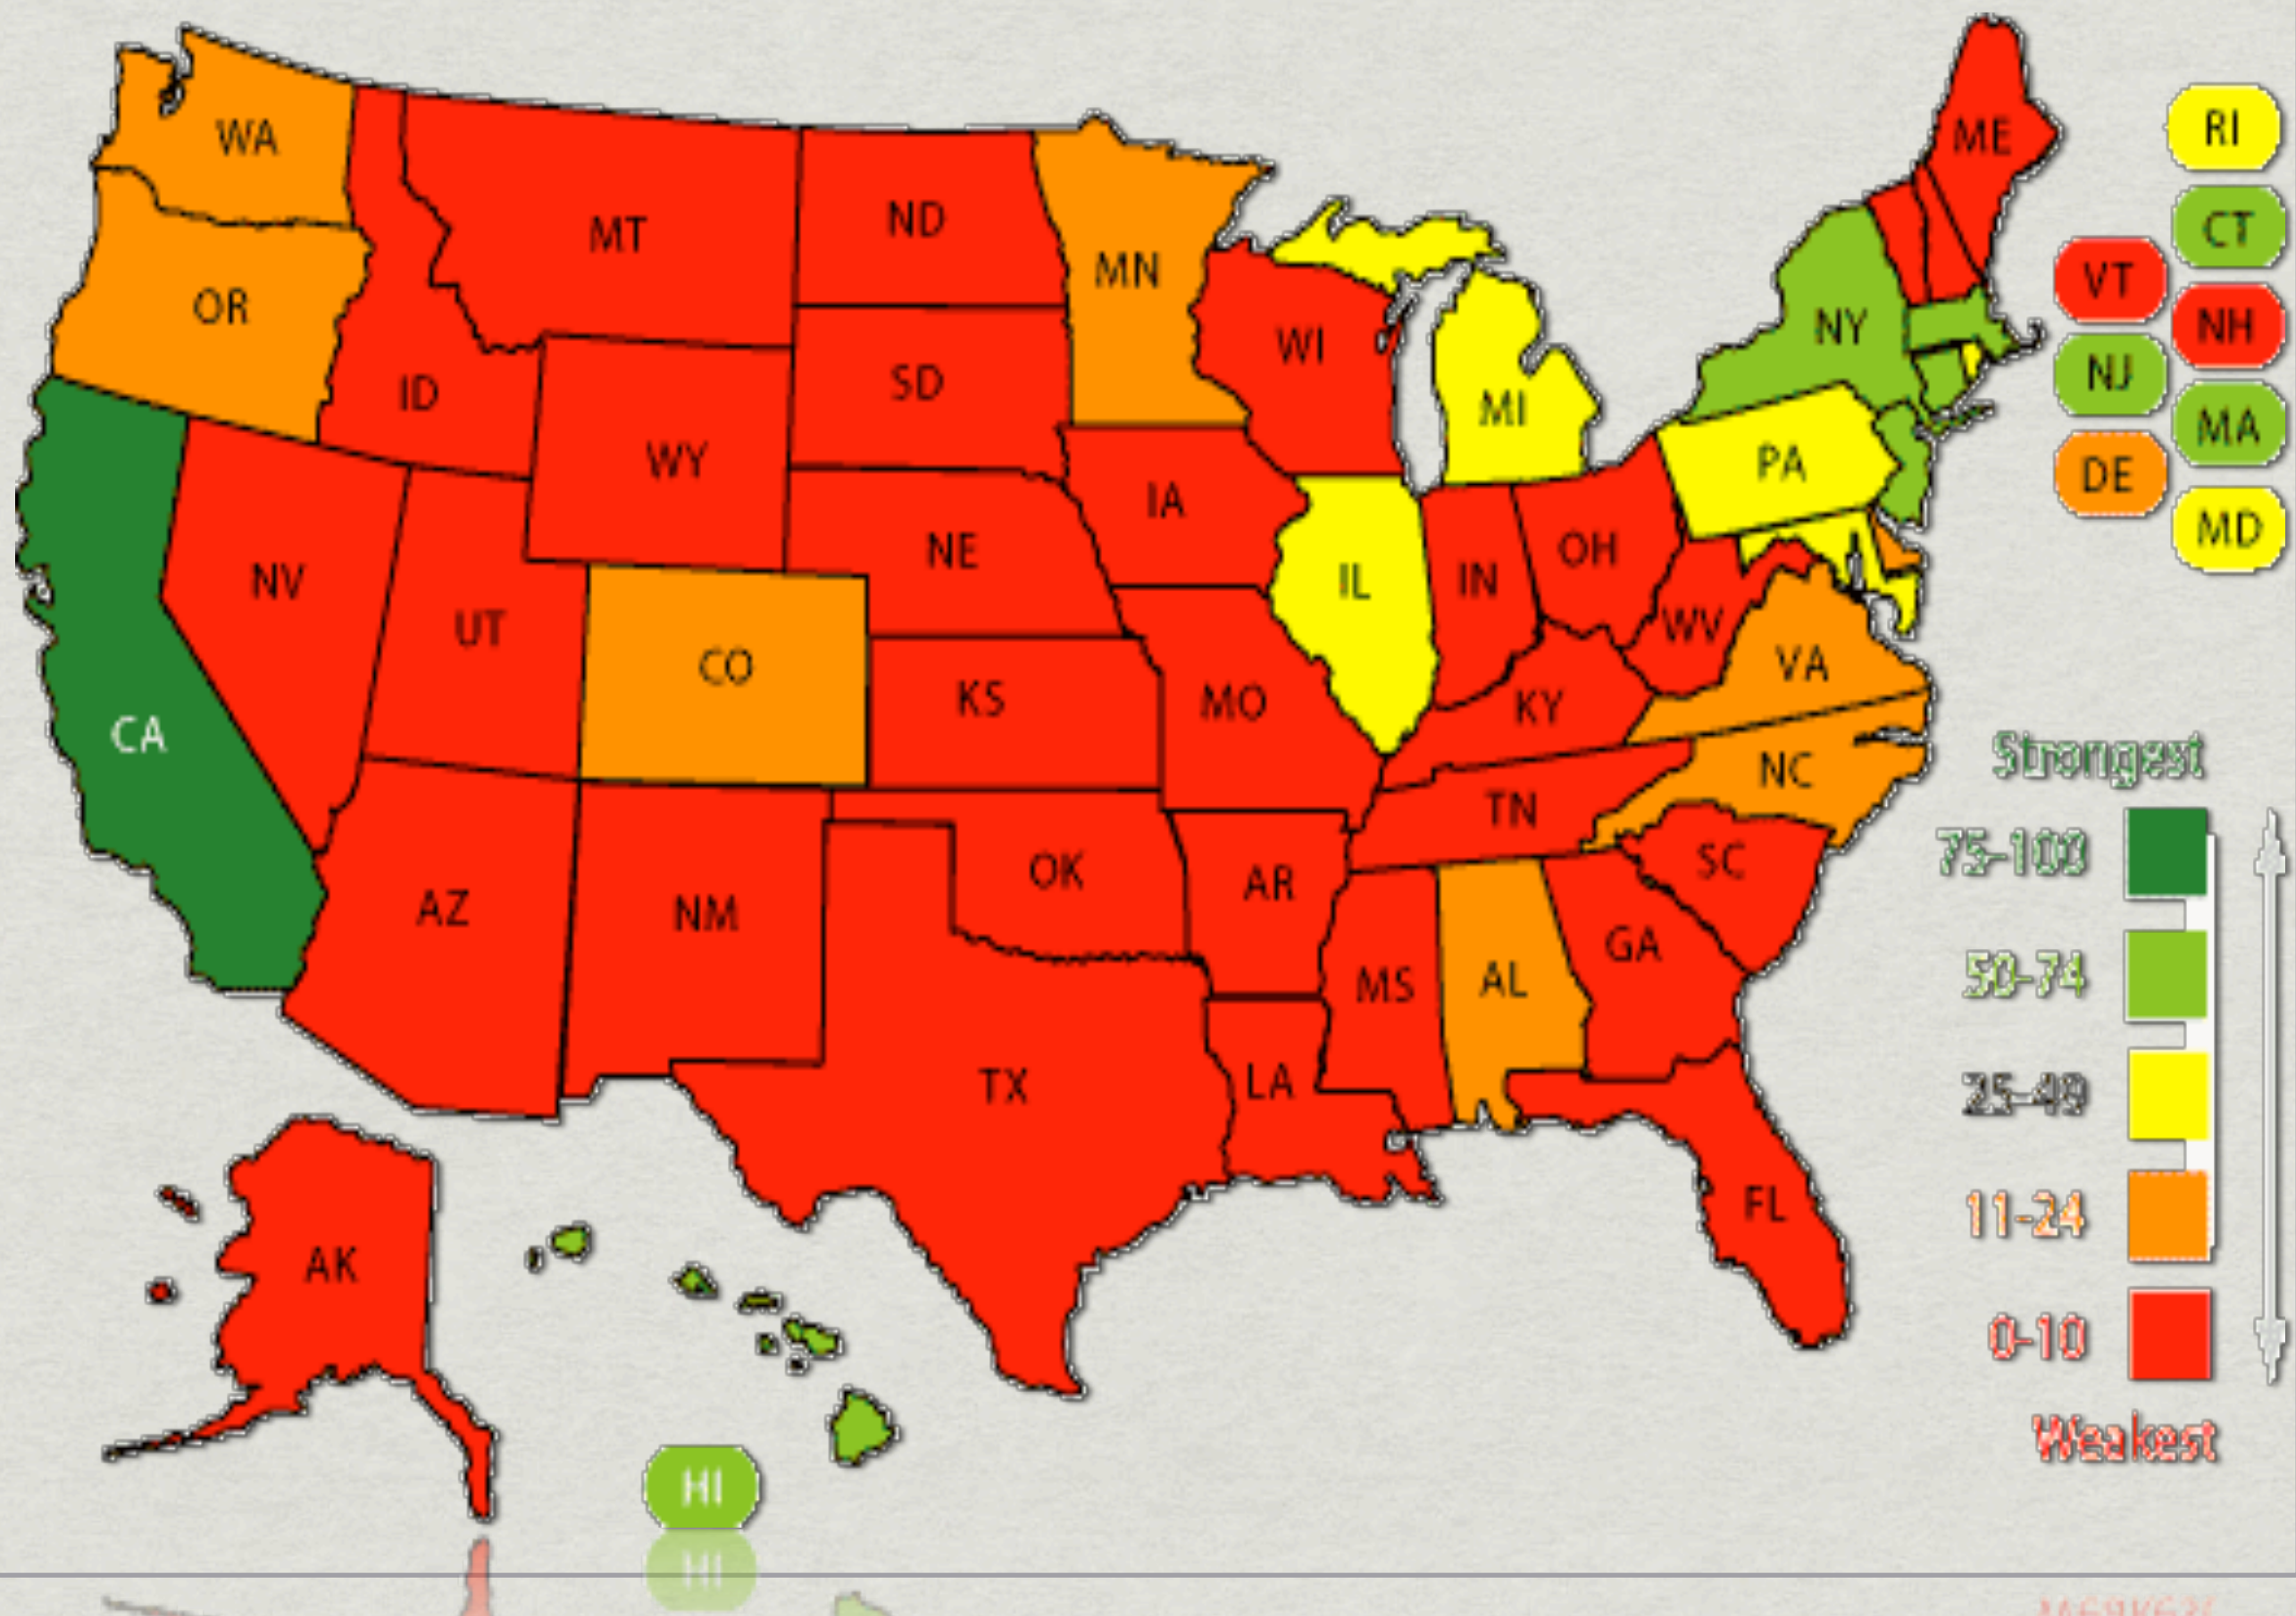 WA
OR
CA
NV
ID
MT
WY
UT
AZ
CO
NM
ND
SD
NE
KS
OK
TX
MN
IA
MO
AR
LA
WI
IL
MI
IN
OH
KY
TN
MS
AL
GA
FL
SC
NC
VA
WV
PA
NY
ME
RI
CT
VT
NH
NJ
MA
DE
MD
AK
HI
HI
Strongest
75-100
50-74
25-49
11-24
0-10
Weakest